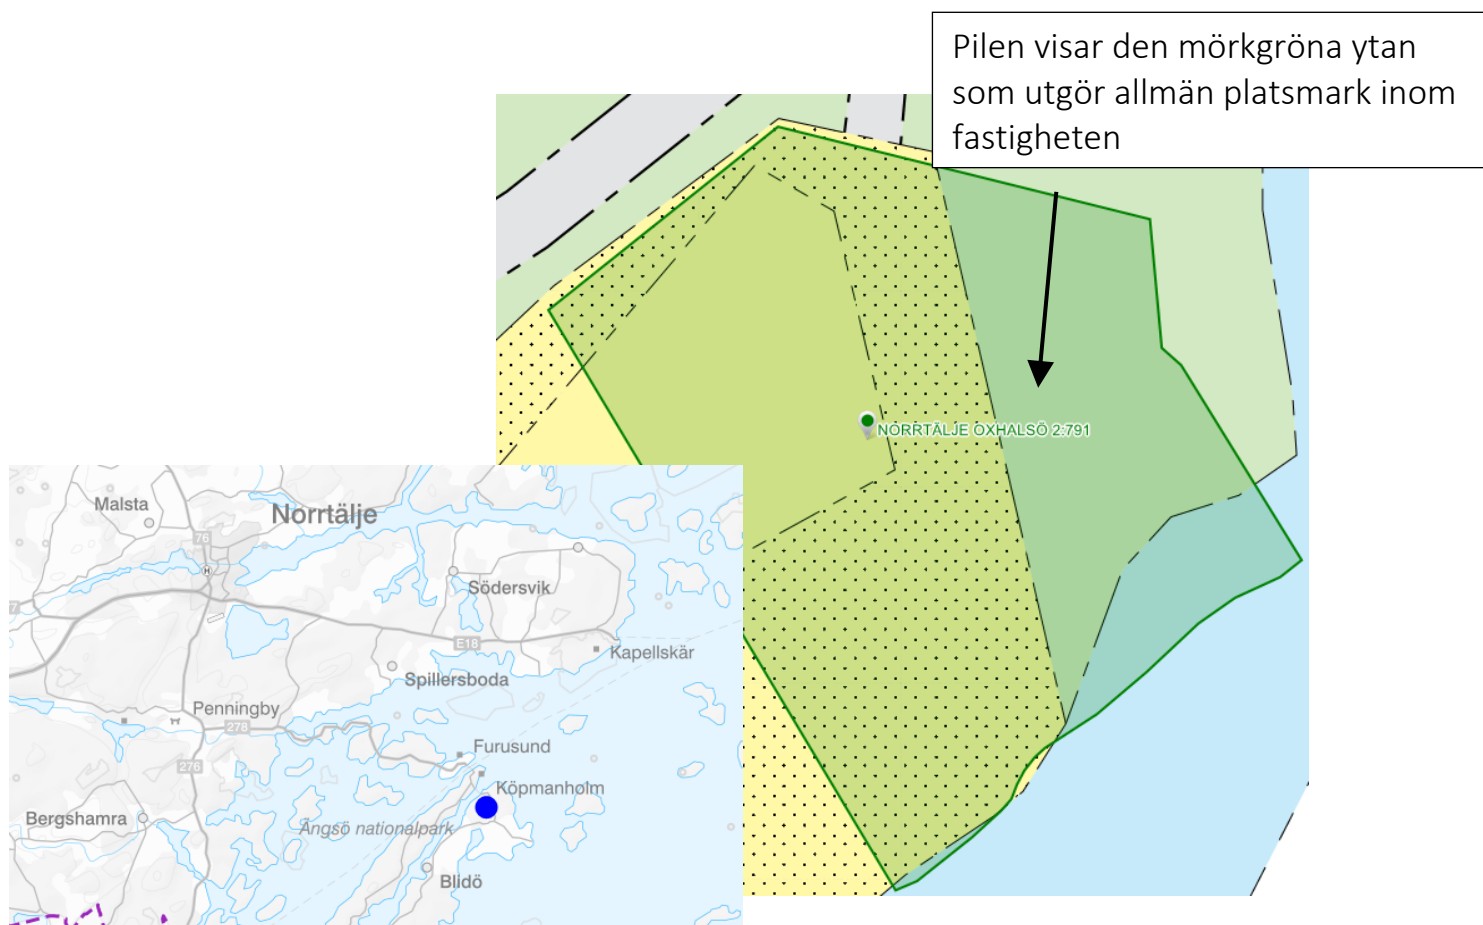 Pilen visar den mörkgröna ytan
som utgör allmän platsmark inom
fastigheten
NORRTÄLJE OXHALSÖ 2:791
Malsta
Norrtälje
76
H
Södersvik
E18
Kapellskär
Spillersboda
Penningby
278
276
Furusund
Köpmanholm
Bergshamra
Ängsö nationalpark
Blidö